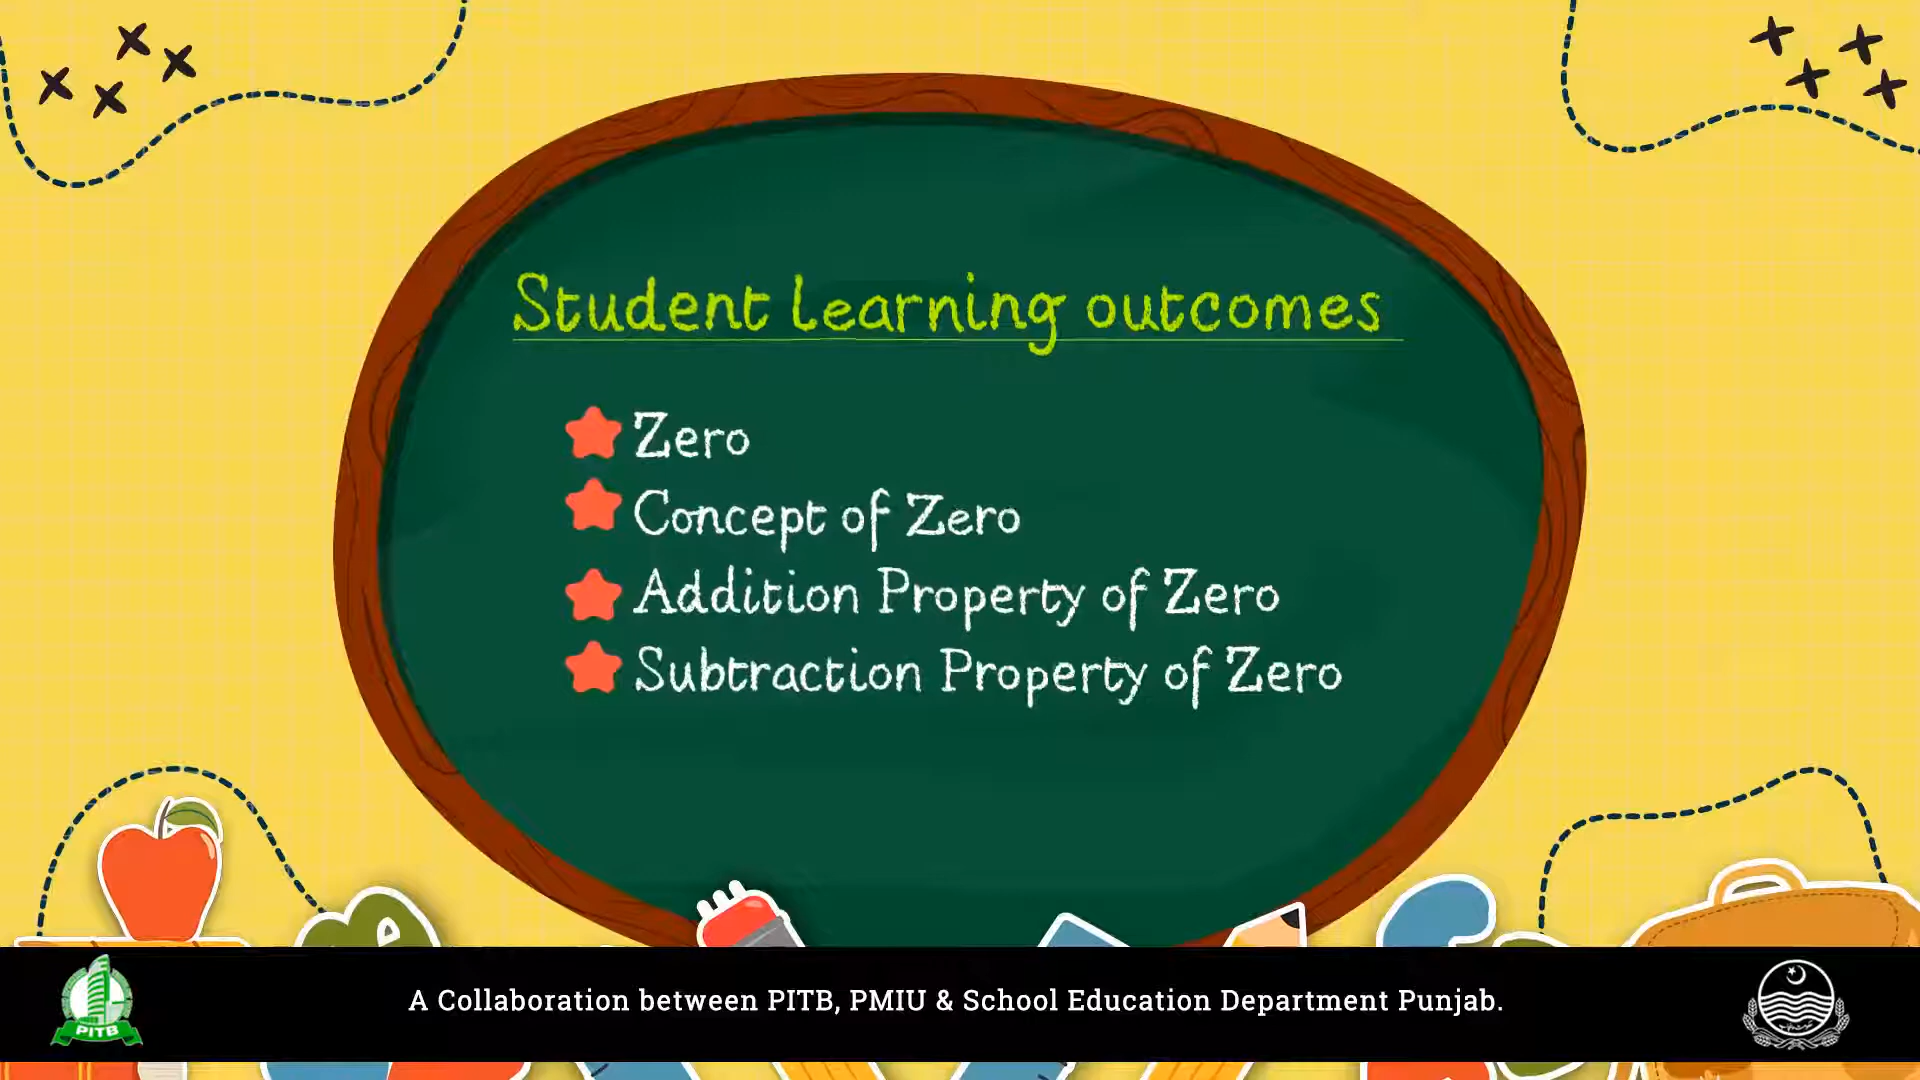 Student learning outcomes
Zero
Concept of Zero
Addition Property of Zero
Subtraction Property of Zero
A Collaboration between PITB, PMIU & School Education Department Punjab.
PITB